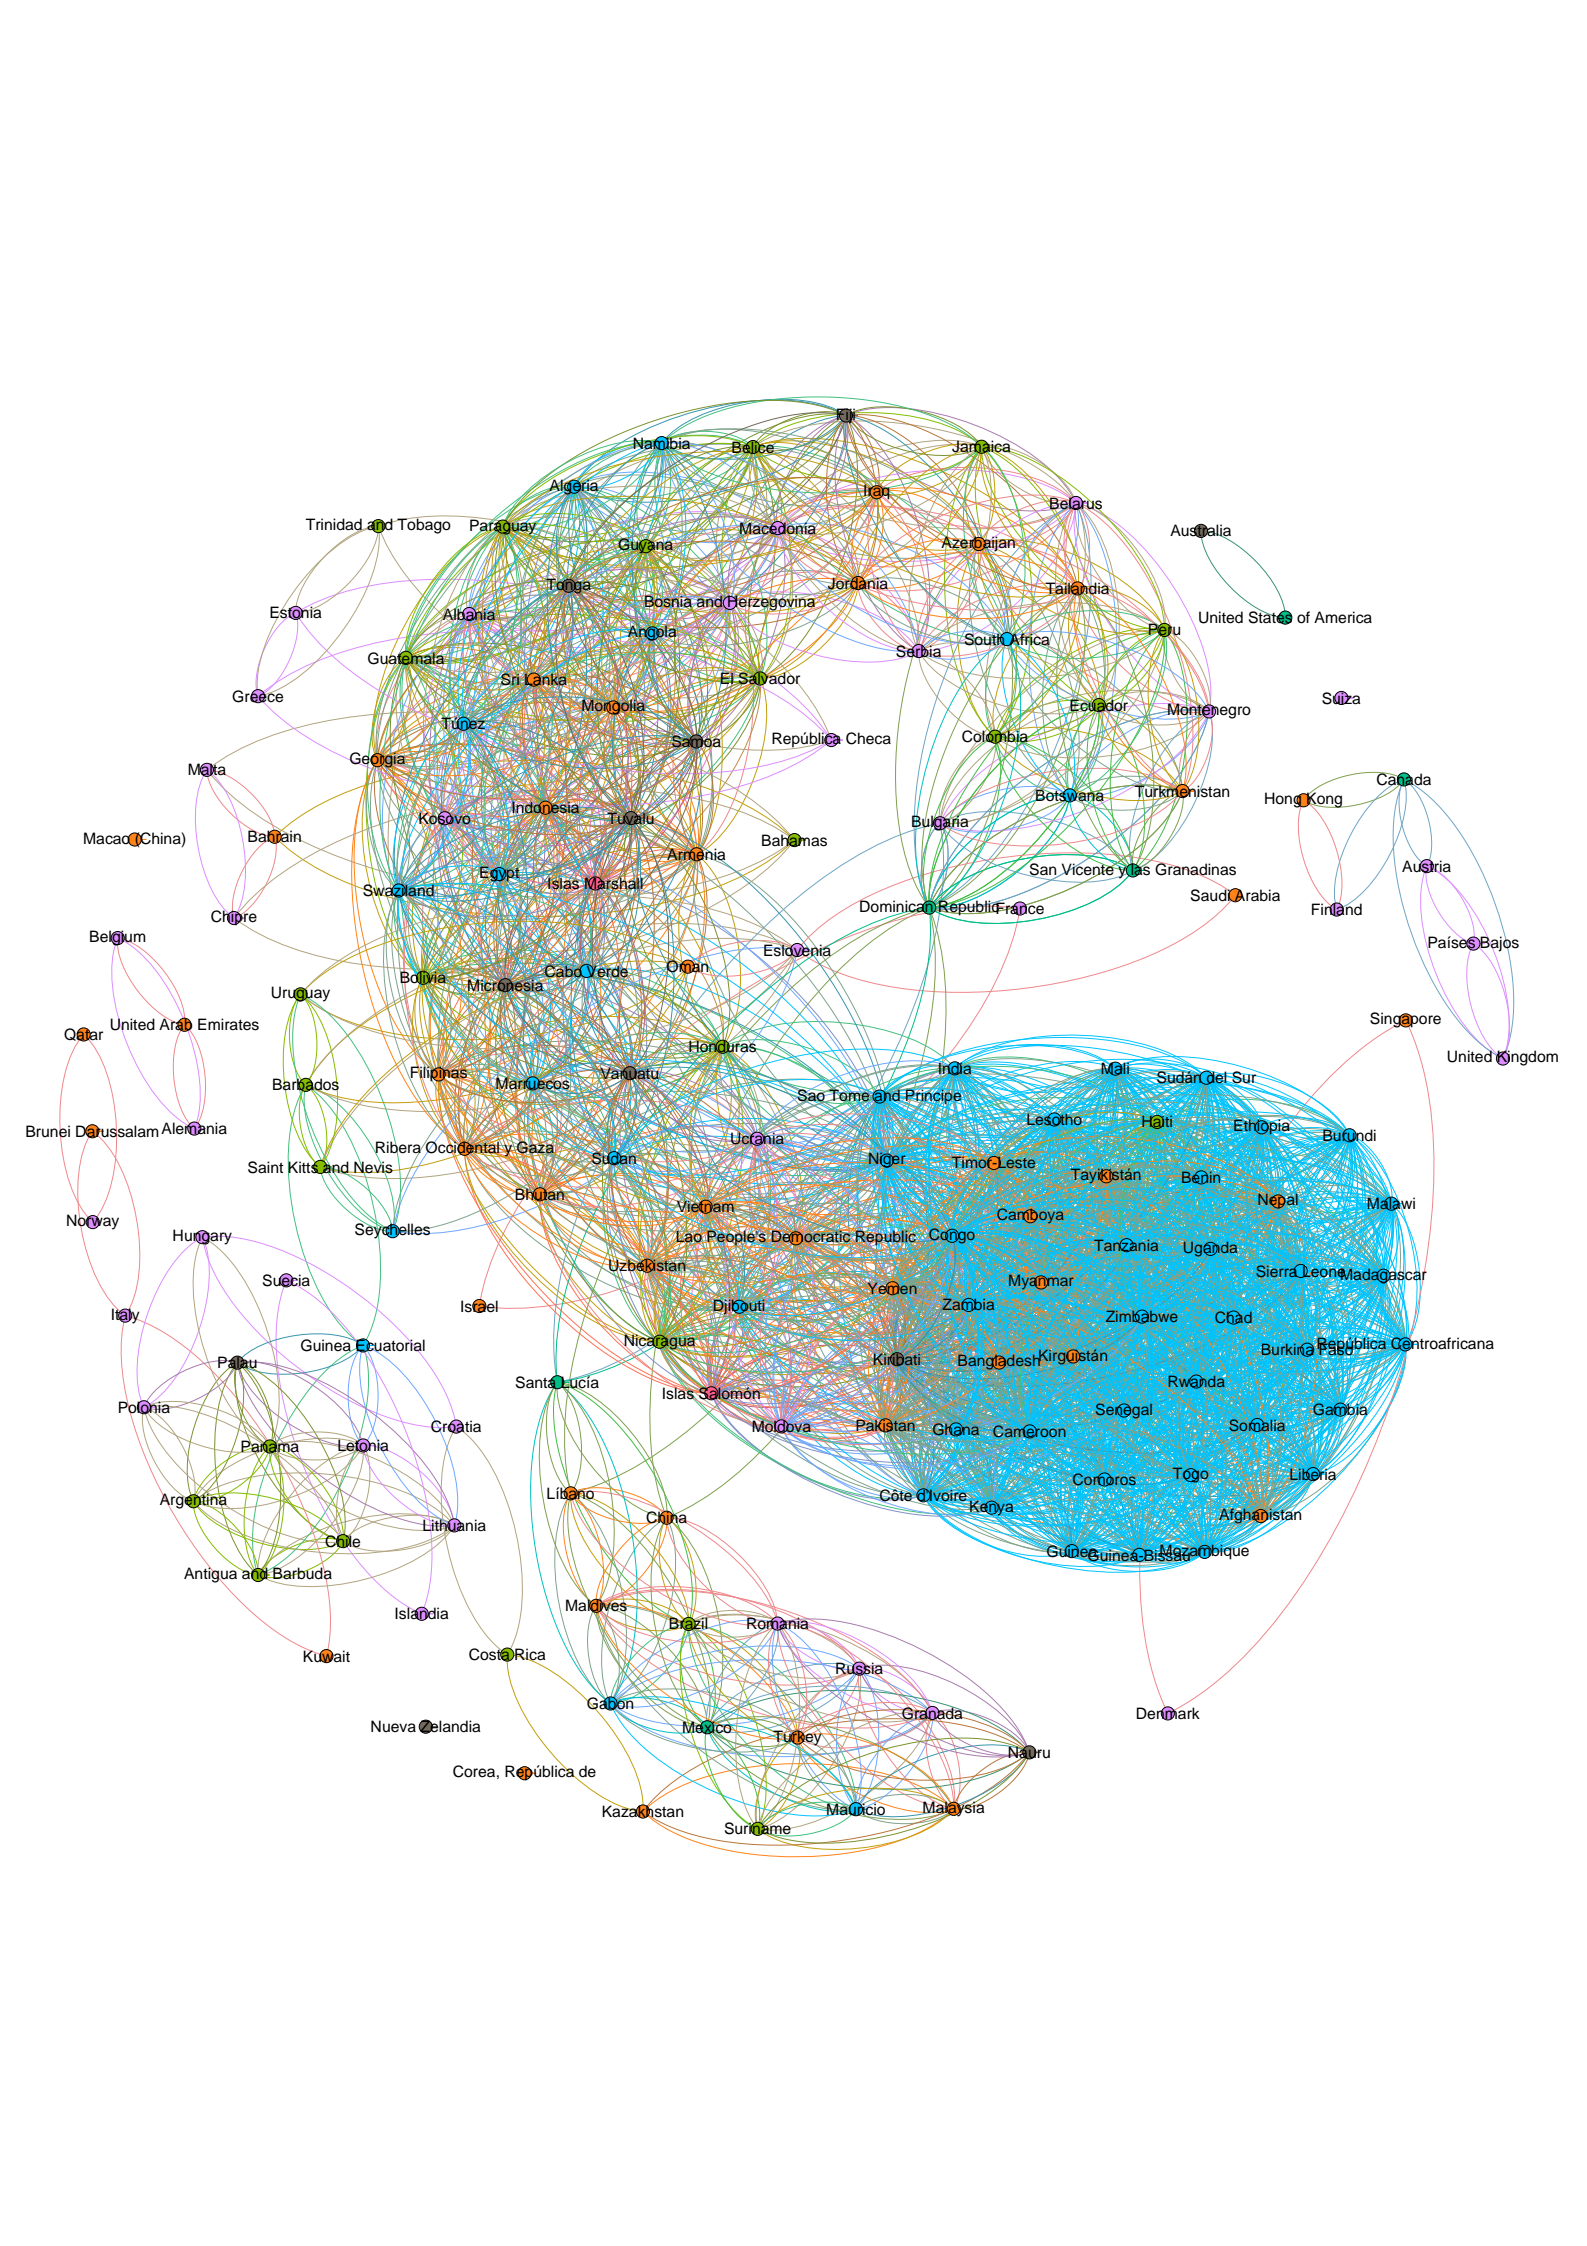 Fiji
Namibia
Belice
Jamaica
Algeria
Iraq
Belarus
Trinidad and Tobago
Paraguay
Macedonia
Australia
Guyana
Azerbaijan
Tonga
Jordania
Tailandia
Bosnia and Herzegovina
Estonia
Albania
United States of America
Angola
South Africa
Peru
Serbia
Guatemala
Sri Lanka
El Salvador
Greece
Suiza
Mongolia
Ecuador
Montenegro
Túnez
Samoa
República Checa
Colombia
Georgia
Malta
Canada
Turkmenistan
Botswana
Hong Kong
Indonesia
Kosovo
Tuvalu
Bulgaria
Macao (China)
Bahrain
Bahamas
Armenia
Austria
San Vicente y las Granadinas
Egypt
Islas Marshall
Swaziland
Saudi Arabia
Dominican Republic
France
Finland
Chipre
Belgium
Países Bajos
Eslovenia
Oman
Cabo Verde
Bolivia
Micronesia
Uruguay
Singapore
United Arab Emirates
Qatar
Honduras
United Kingdom
India
Mali
Filipinas
Vanuatu
Sudán del Sur
Barbados
Marruecos
Sao Tome and Principe
Lesotho
Haiti
Ethiopia
Brunei Darussalam
Alemania
Burundi
Ucrania
Ribera Occidental y Gaza
Sudan
Niger
Timor-Leste
Saint Kitts and Nevis
Tayikistán
Benin
Bhutan
Nepal
Malawi
Vietnam
Camboya
Norway
Seychelles
Hungary
Lao People's Democratic Republic
Congo
Tanzania
Uganda
Uzbekistan
Suecia
Sierra Leone
Madagascar
Myanmar
Yemen
Israel
Djibouti
Zambia
Italy
Zimbabwe
Chad
Nicaragua
Guinea Ecuatorial
República Centroafricana
Burkina Faso
Palau
Kiribati
Bangladesh
Kirguistán
Santa Lucía
Rwanda
Islas Salomón
Polonia
Senegal
Gambia
Croatia
Moldova
Pakistan
Ghana
Cameroon
Somalia
Panama
Letonia
Comoros
Togo
Liberia
Líbano
Argentina
Côte d'Ivoire
Kenya
China
Afghanistan
Lithuania
Chile
Guinea
Guinea-Bissau
Mozambique
Antigua and Barbuda
Maldives
Islandia
Brazil
Romania
Kuwait
Costa Rica
Russia
Gabon
Granada
Denmark
Nueva Zelandia
Mexico
Turkey
Nauru
Corea, República de
Kazakhstan
Mauricio
Malaysia
Suriname